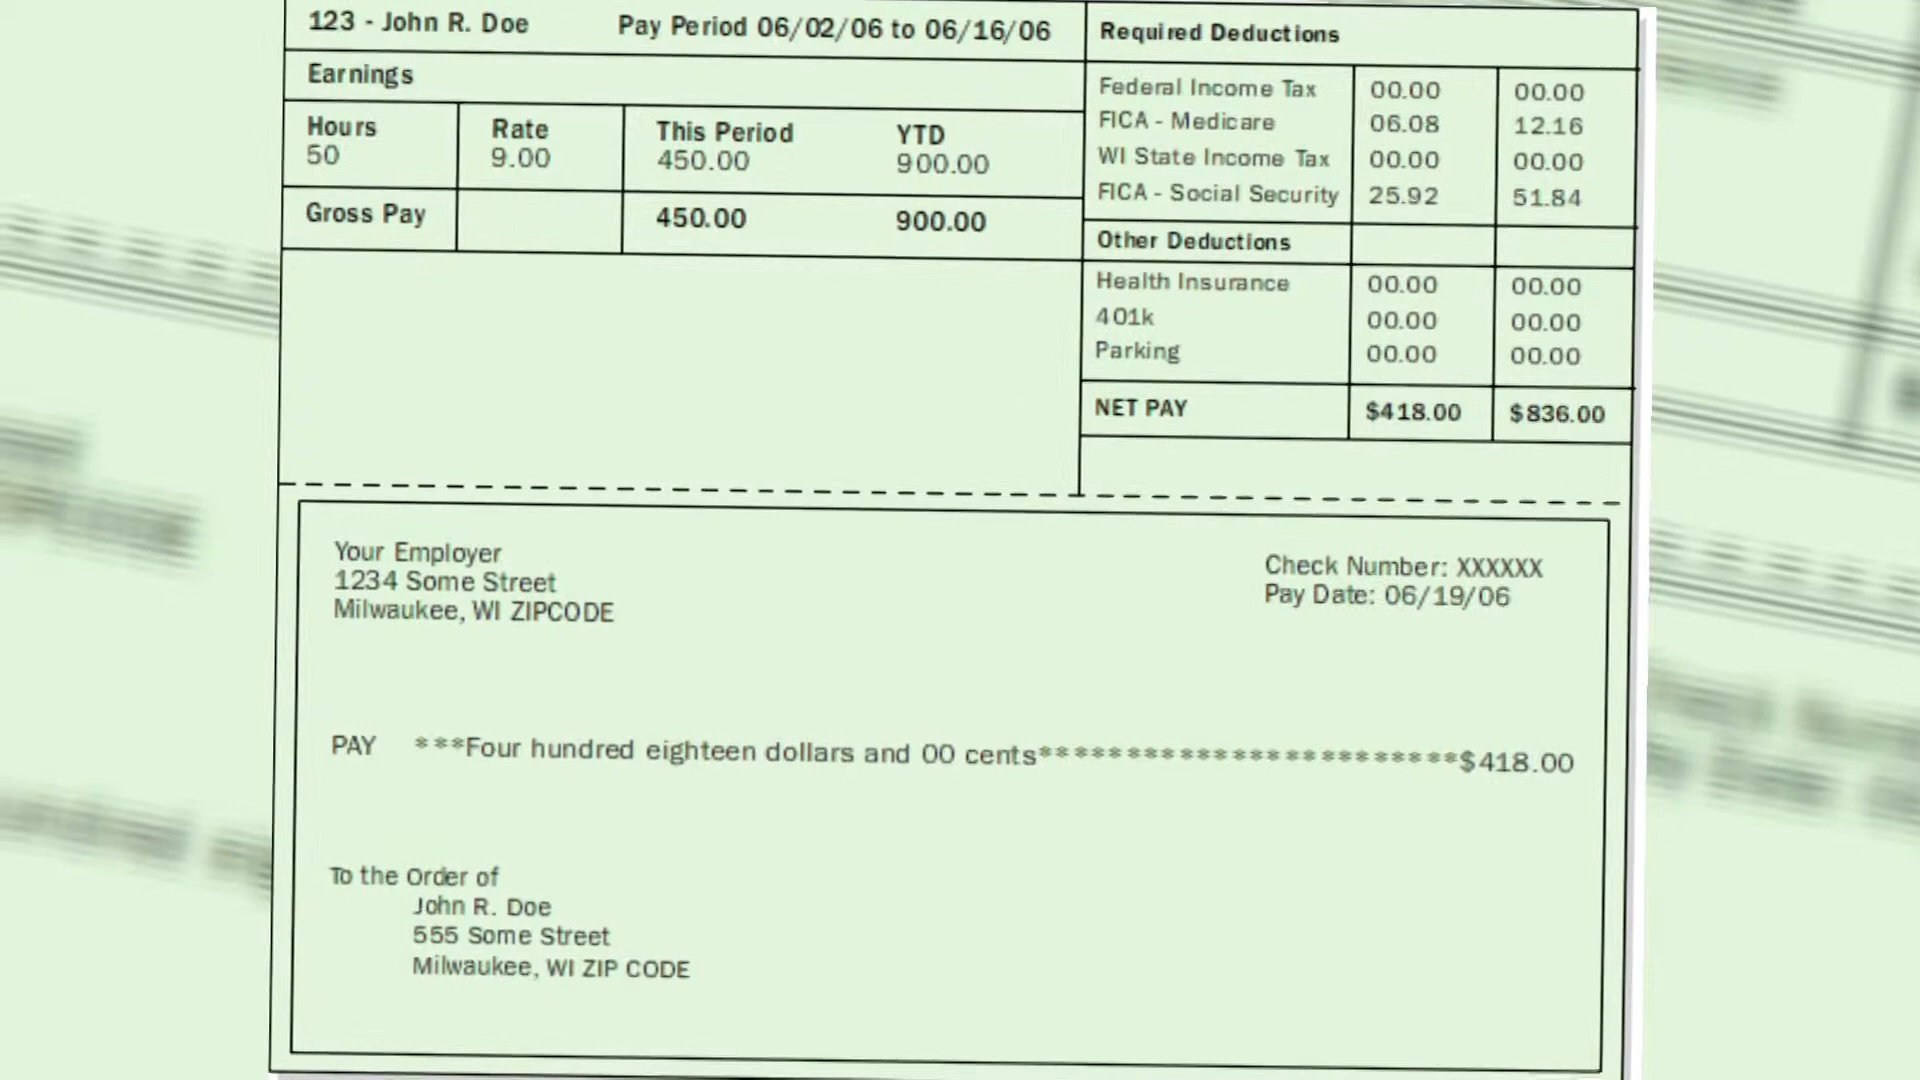 123 - John R. Doe Pay Period 06/02/06 to 06/16/06
Earnings
Hours Rate This Period YTD
50 9.00 450.00 900.00
Gross Pay 450.00 900.00
Required Deductions
Federal Income Tax 00.00 00.00
FICA - Medicare 06.08 12.16
WI State Income Tax 00.00 00.00
FICA - Social Security 25.92 51.84
Other Deductions
Health Insurance 00.00 00.00
401k 00.00 00.00
Parking 00.00 00.00
NET PAY $418.00 $836.00
Your Employer
1234 Some Street
Milwaukee, WI ZIPCODE
Check Number: XXXXXX
Pay Date: 06/19/06
PAY ***Four hundred eighteen dollars and 00 cents************************$418.00
To the Order of
John R. Doe
555 Some Street
Milwaukee, WI ZIP CODE